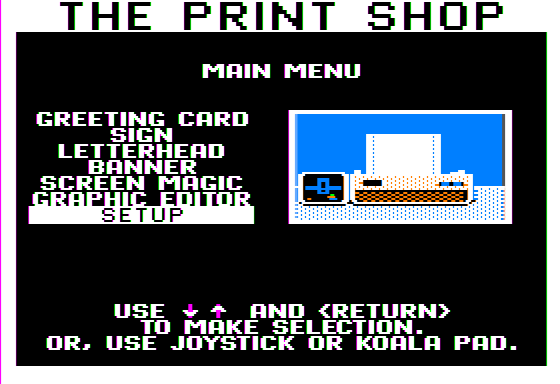 THE PRINT SHOP
MAIN MENU
GREETING CARD
SIGN
LETTERHEAD
BANNER
SCREEN MAGIC
GRAPHIC EDITOR
SETUP
USE ↓ ↑ AND <RETURN>
TO MAKE SELECTION.
OR, USE JOYSTICK OR KOALA PAD.